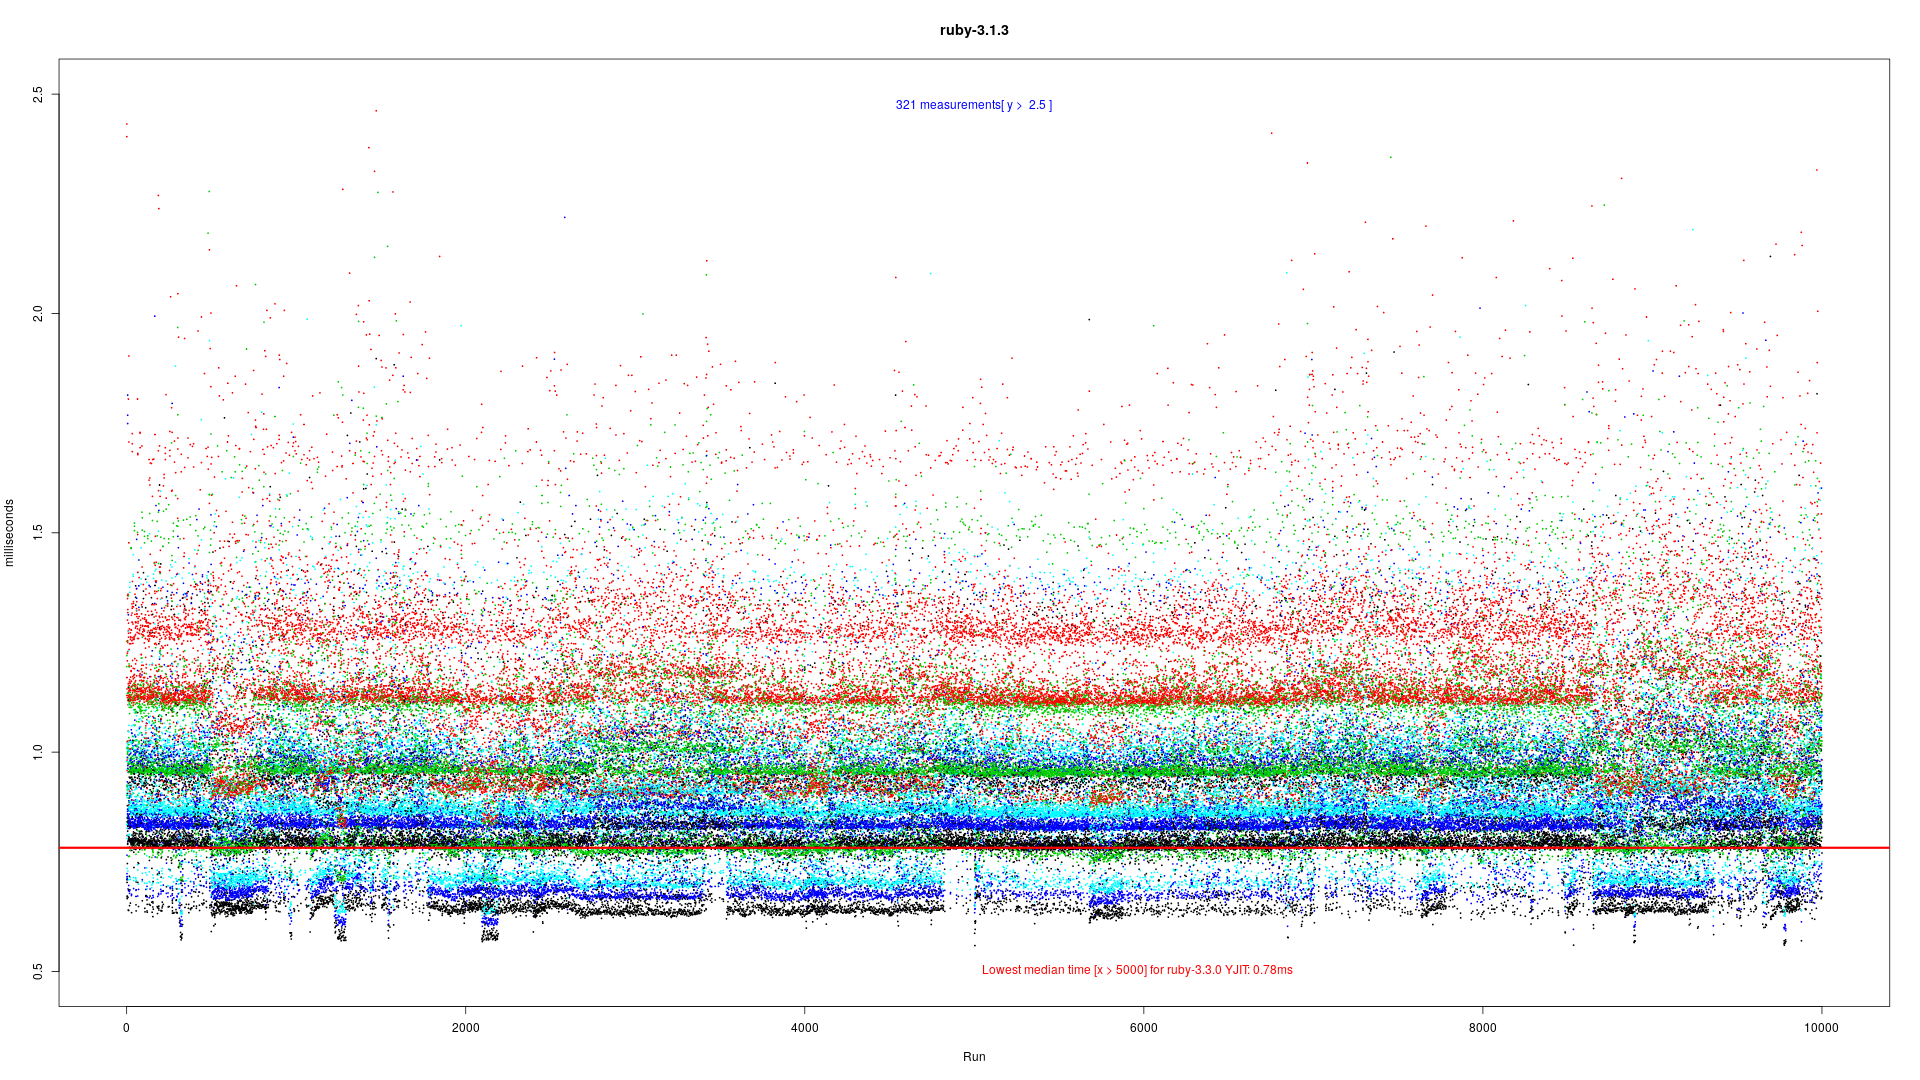 ruby-3.1.3
321 measurements[ y > 2.5 ]
2.5
2.0
1.5
1.0
0.5
milliseconds
Lowest median time [x > 5000] for ruby-3.3.0 YJIT: 0.78ms
0 2000 4000 6000 8000 10000
Run